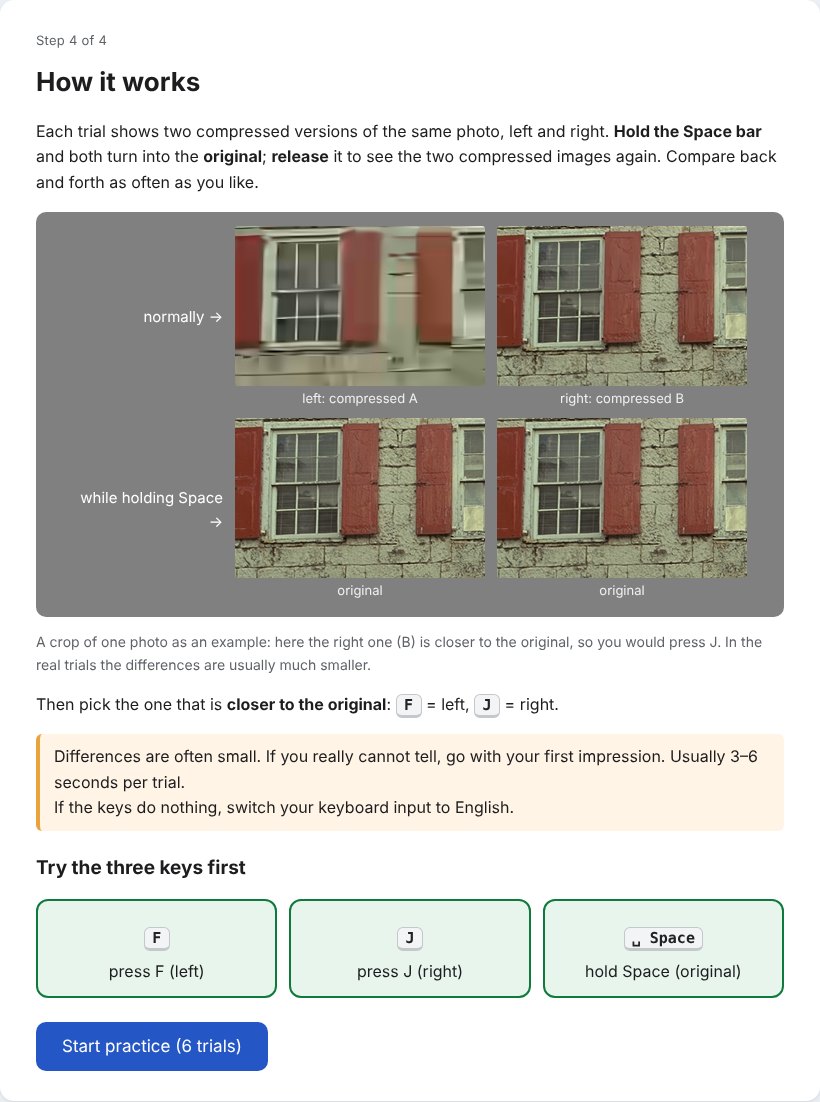 Step 4 of 4
How it works
Each trial shows two compressed versions of the same photo, left and right. Hold the Space bar
and both turn into the original; release it to see the two compressed images again. Compare back
and forth as often as you like.
normally →
left: compressed A
right: compressed B
while holding Space
→
original
original
A crop of one photo as an example: here the right one (B) is closer to the original, so you would press J. In the
real trials the differences are usually much smaller.
Then pick the one that is closer to the original: F = left, J = right.
Differences are often small. If you really cannot tell, go with your first impression. Usually 3–6
seconds per trial.
If the keys do nothing, switch your keyboard input to English.
Try the three keys first
F
press F (left)
J
press J (right)
␣ Space
hold Space (original)
Start practice (6 trials)